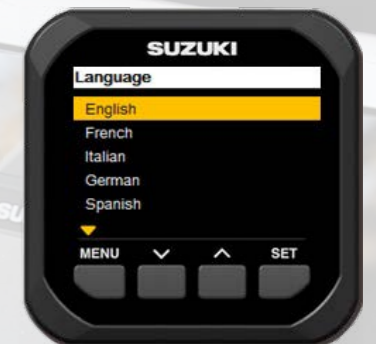 SUZUKI
Language
English
French
Italian
German
Spanish
MENU SET